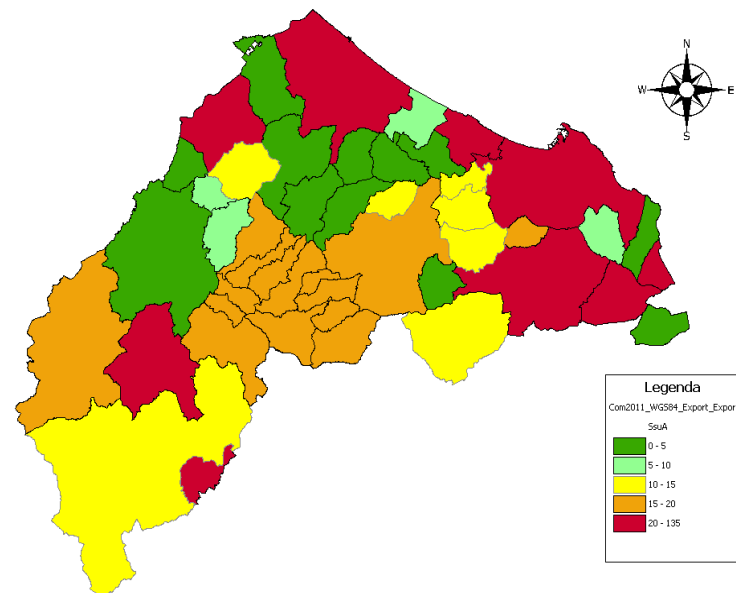 N
W E
S
Legenda
Com2011_WGS84_Export_Expor
SsuA
0 - 5
5 - 10
10 - 15
15 - 20
20 - 135